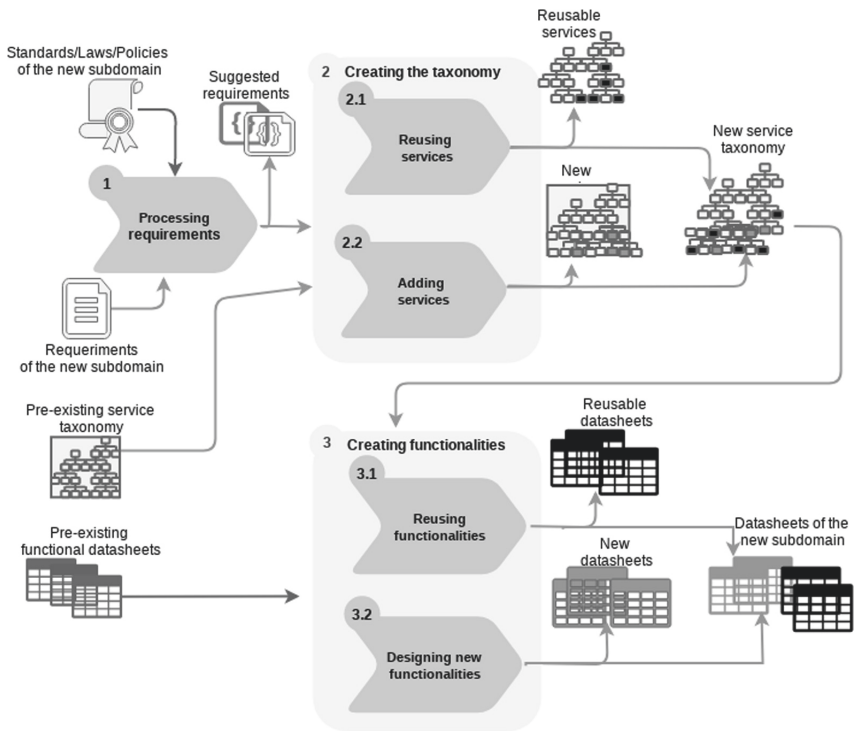 Standards/Laws/Policies
of the new subdomain
Suggested
requirements
1
Processing
requirements
Requeriments
of the new subdomain
Pre-existing service
taxonomy
Pre-existing
functional datasheets
2 Creating the taxonomy
2.1
Reusing
services
2.2
Adding
services
Reusable
services
New
New service
taxonomy
3 Creating functionalities
3.1
Reusing
functionalities
3.2
Designing new
functionalities
Reusable
datasheets
New
datasheets
Datasheets of the
new subdomain